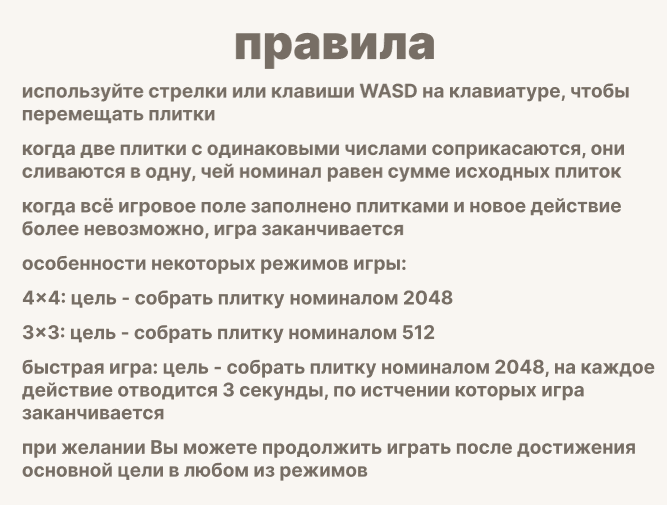 правила
используйте стрелки или клавиши WASD на клавиатуре, чтобы
перемещать плитки
когда две плитки с одинаковыми числами соприкасаются, они
сливаются в одну, чей номинал равен сумме исходных плиток
когда всё игровое поле заполнено плитками и новое действие
более невозможно, игра заканчивается
особенности некоторых режимов игры:
4×4: цель - собрать плитку номиналом 2048
3×3: цель - собрать плитку номиналом 512
быстрая игра: цель - собрать плитку номиналом 2048, на каждое
действие отводится 3 секунды, по истчении которых игра
заканчивается
при желании Вы можете продолжить играть после достижения
основной цели в любом из режимов